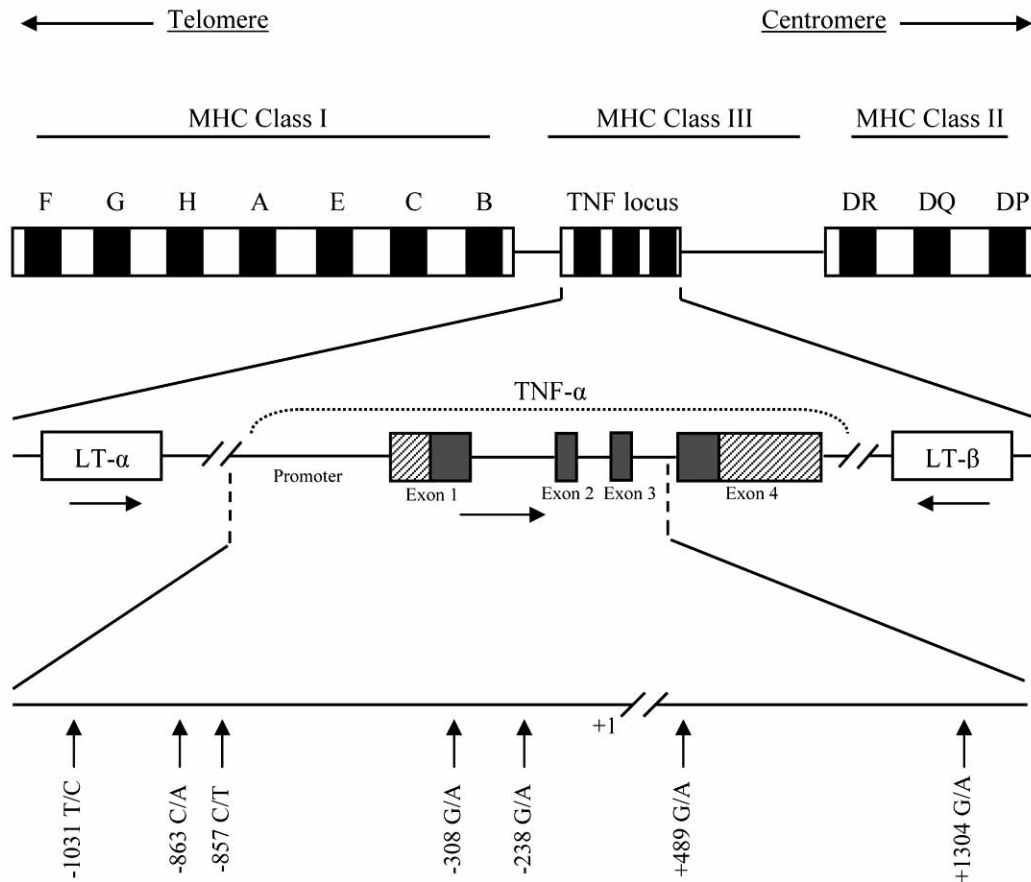 Telomere
Centromere
MHC Class I
MHC Class III
MHC Class II
F G H A E C B
TNF locus
DR DQ DP
TNF-α
LT-α
LT-β
Promoter
Exon 1
Exon 2
Exon 3
Exon 4
+1
-1031 T/C
-863 C/A
-857 C/T
-308 G/A
-238 G/A
+489 G/A
+1304 G/A